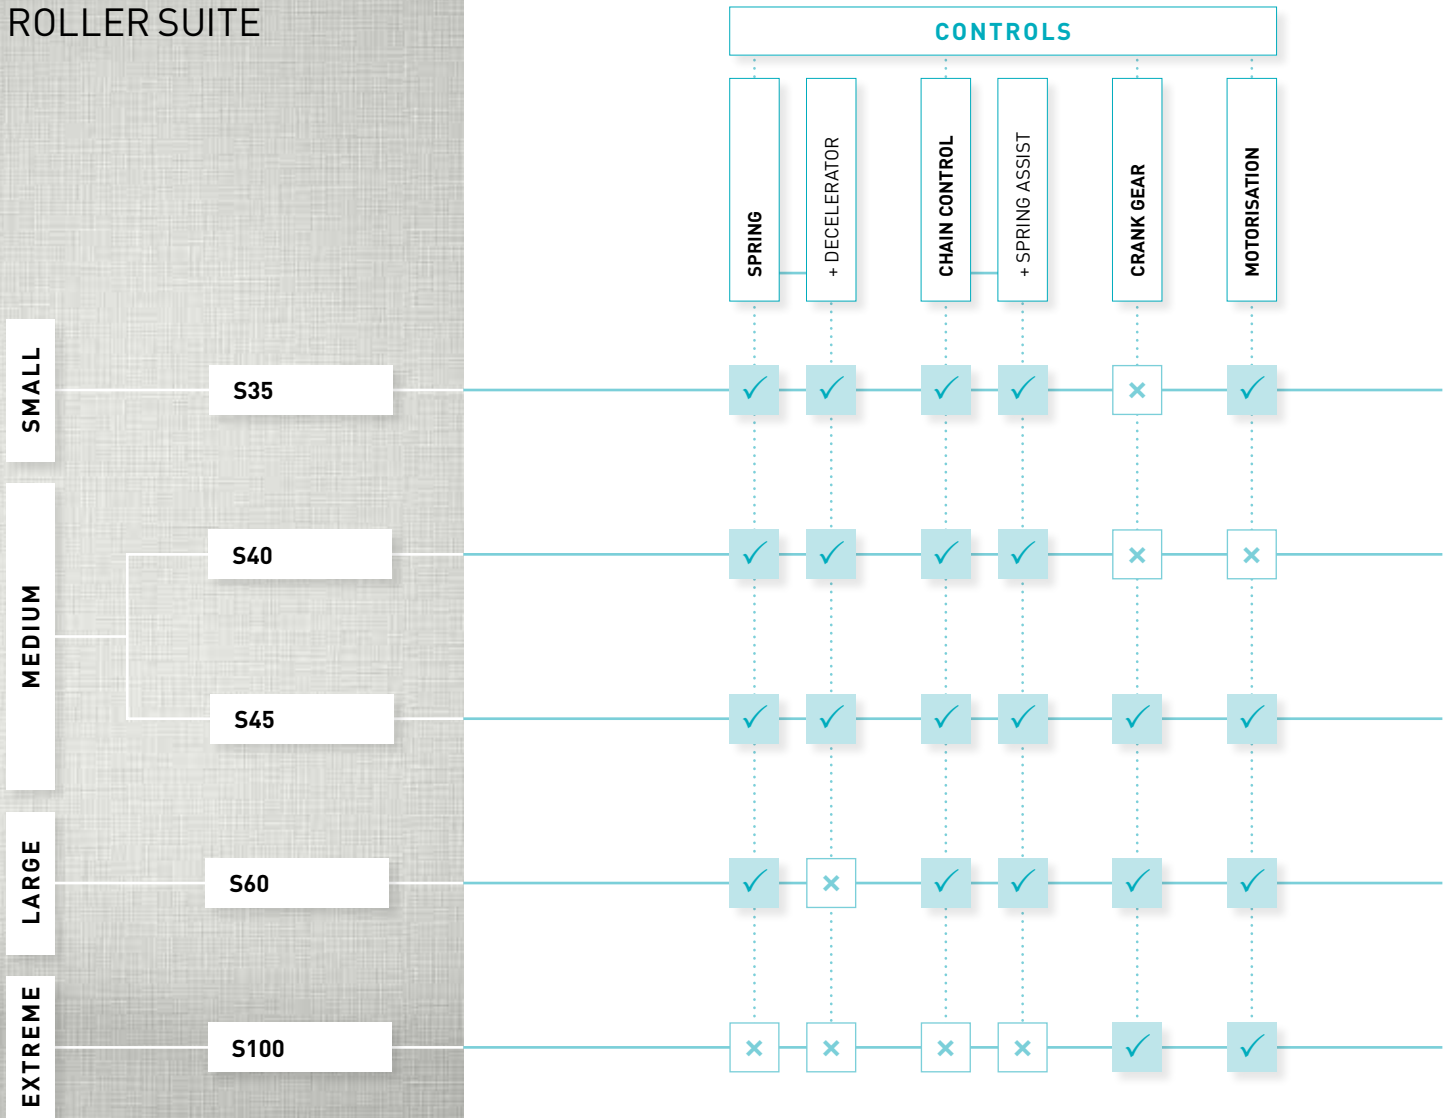 ROLLER SUITE
CONTROLS
SPRING
+ DECELERATOR
CHAIN CONTROL
+ SPRING ASSIST
CRANK GEAR
MOTORISATION
SMALL
S35
✓ ✓ ✓ ✓ × ✓
MEDIUM
S40
✓ ✓ ✓ ✓ × ×
S45
✓ ✓ ✓ ✓ ✓ ✓
LARGE
S60
✓ × ✓ ✓ ✓ ✓
EXTREME
S100
× × × × ✓ ✓